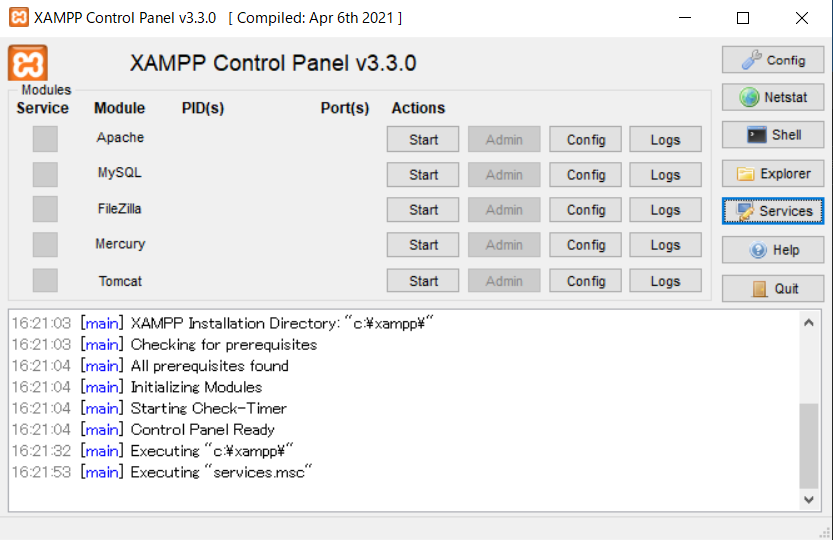 XAMPP Control Panel v3.3.0 [ Compiled: Apr 6th 2021 ]
XAMPP Control Panel v3.3.0
Config
Modules
Service Module PID(s) Port(s) Actions
Netstat
Apache Start Admin Config Logs
Shell
MySQL Start Admin Config Logs
Explorer
FileZilla Start Admin Config Logs
Services
Mercury Start Admin Config Logs
Help
Tomcat Start Admin Config Logs
Quit
16:21:03 [main] XAMPP Installation Directory: "c:¥xampp¥"
16:21:03 [main] Checking for prerequisites
16:21:04 [main] All prerequisites found
16:21:04 [main] Initializing Modules
16:21:04 [main] Starting Check-Timer
16:21:04 [main] Control Panel Ready
16:21:32 [main] Executing "c:¥xampp¥"
16:21:53 [main] Executing "services.msc"